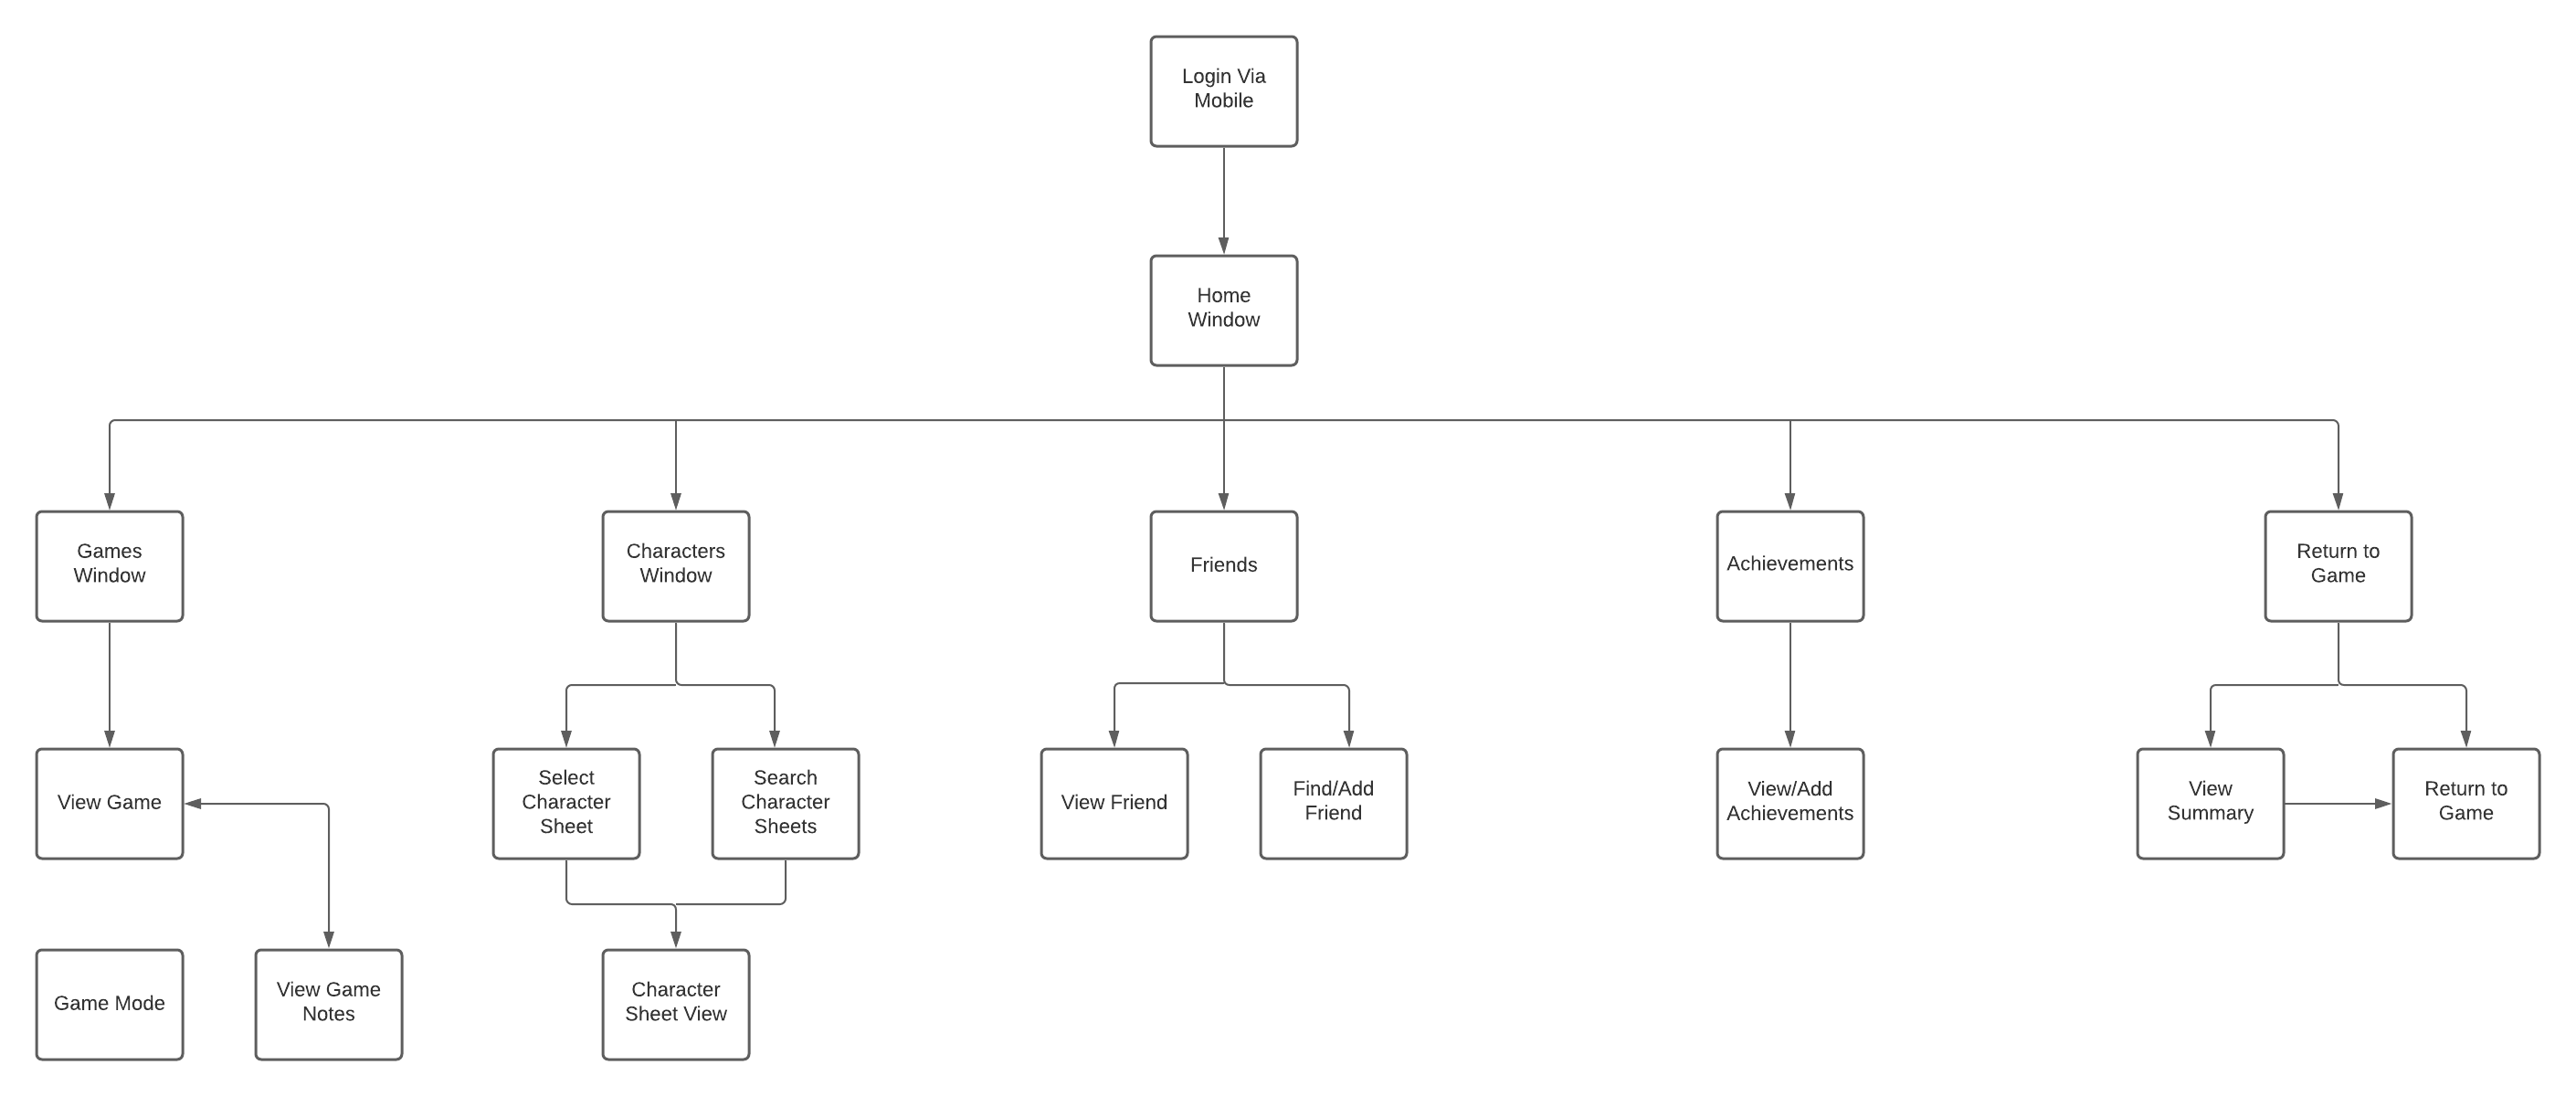 Login Via
Mobile
Home
Window
Games
Window
Characters
Window
Friends
Achievements
Return to
Game
View Game
Select
Character
Sheet
Search
Character
Sheets
View Friend
Find/Add
Friend
View/Add
Achievements
View
Summary
Return to
Game
Game Mode
View Game
Notes
Character
Sheet View